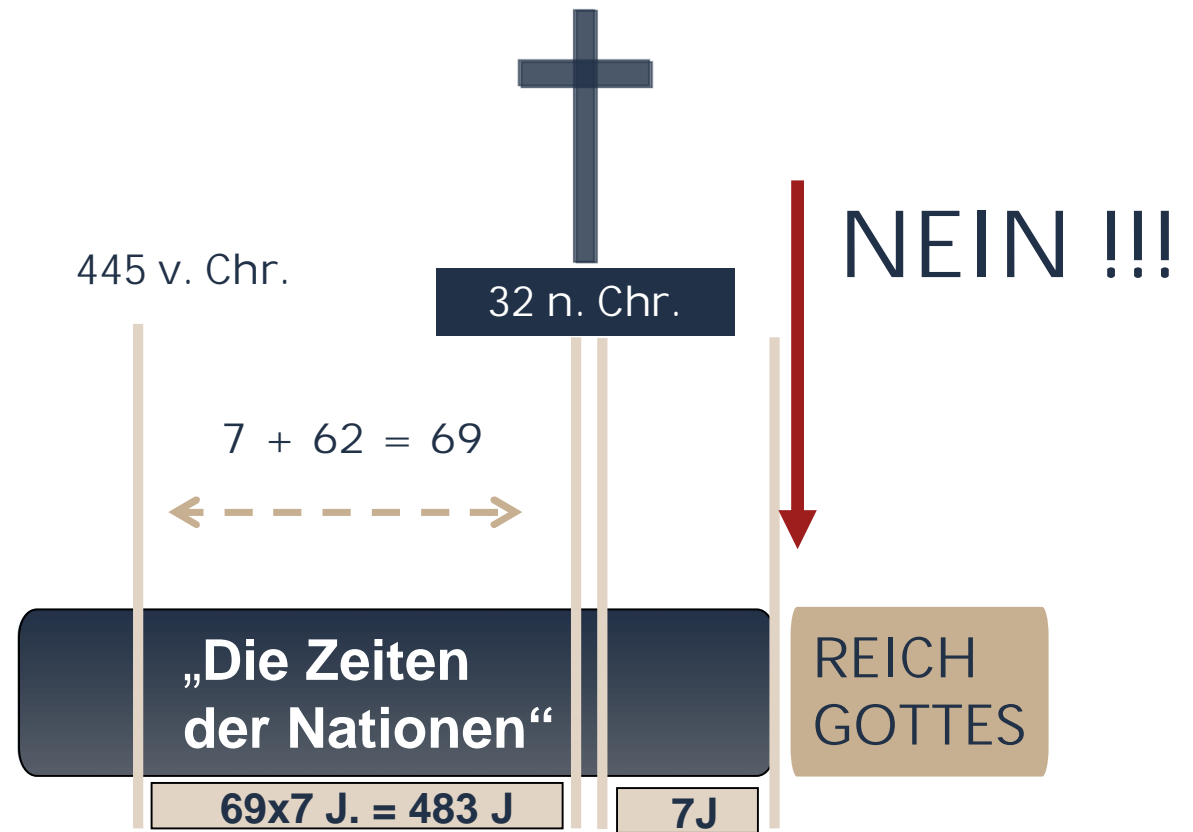 NEIN !!!
445 v. Chr.
32 n. Chr.
7 + 62 = 69
„Die Zeiten
der Nationen“
REICH
GOTTES
69x7 J. = 483 J
7J